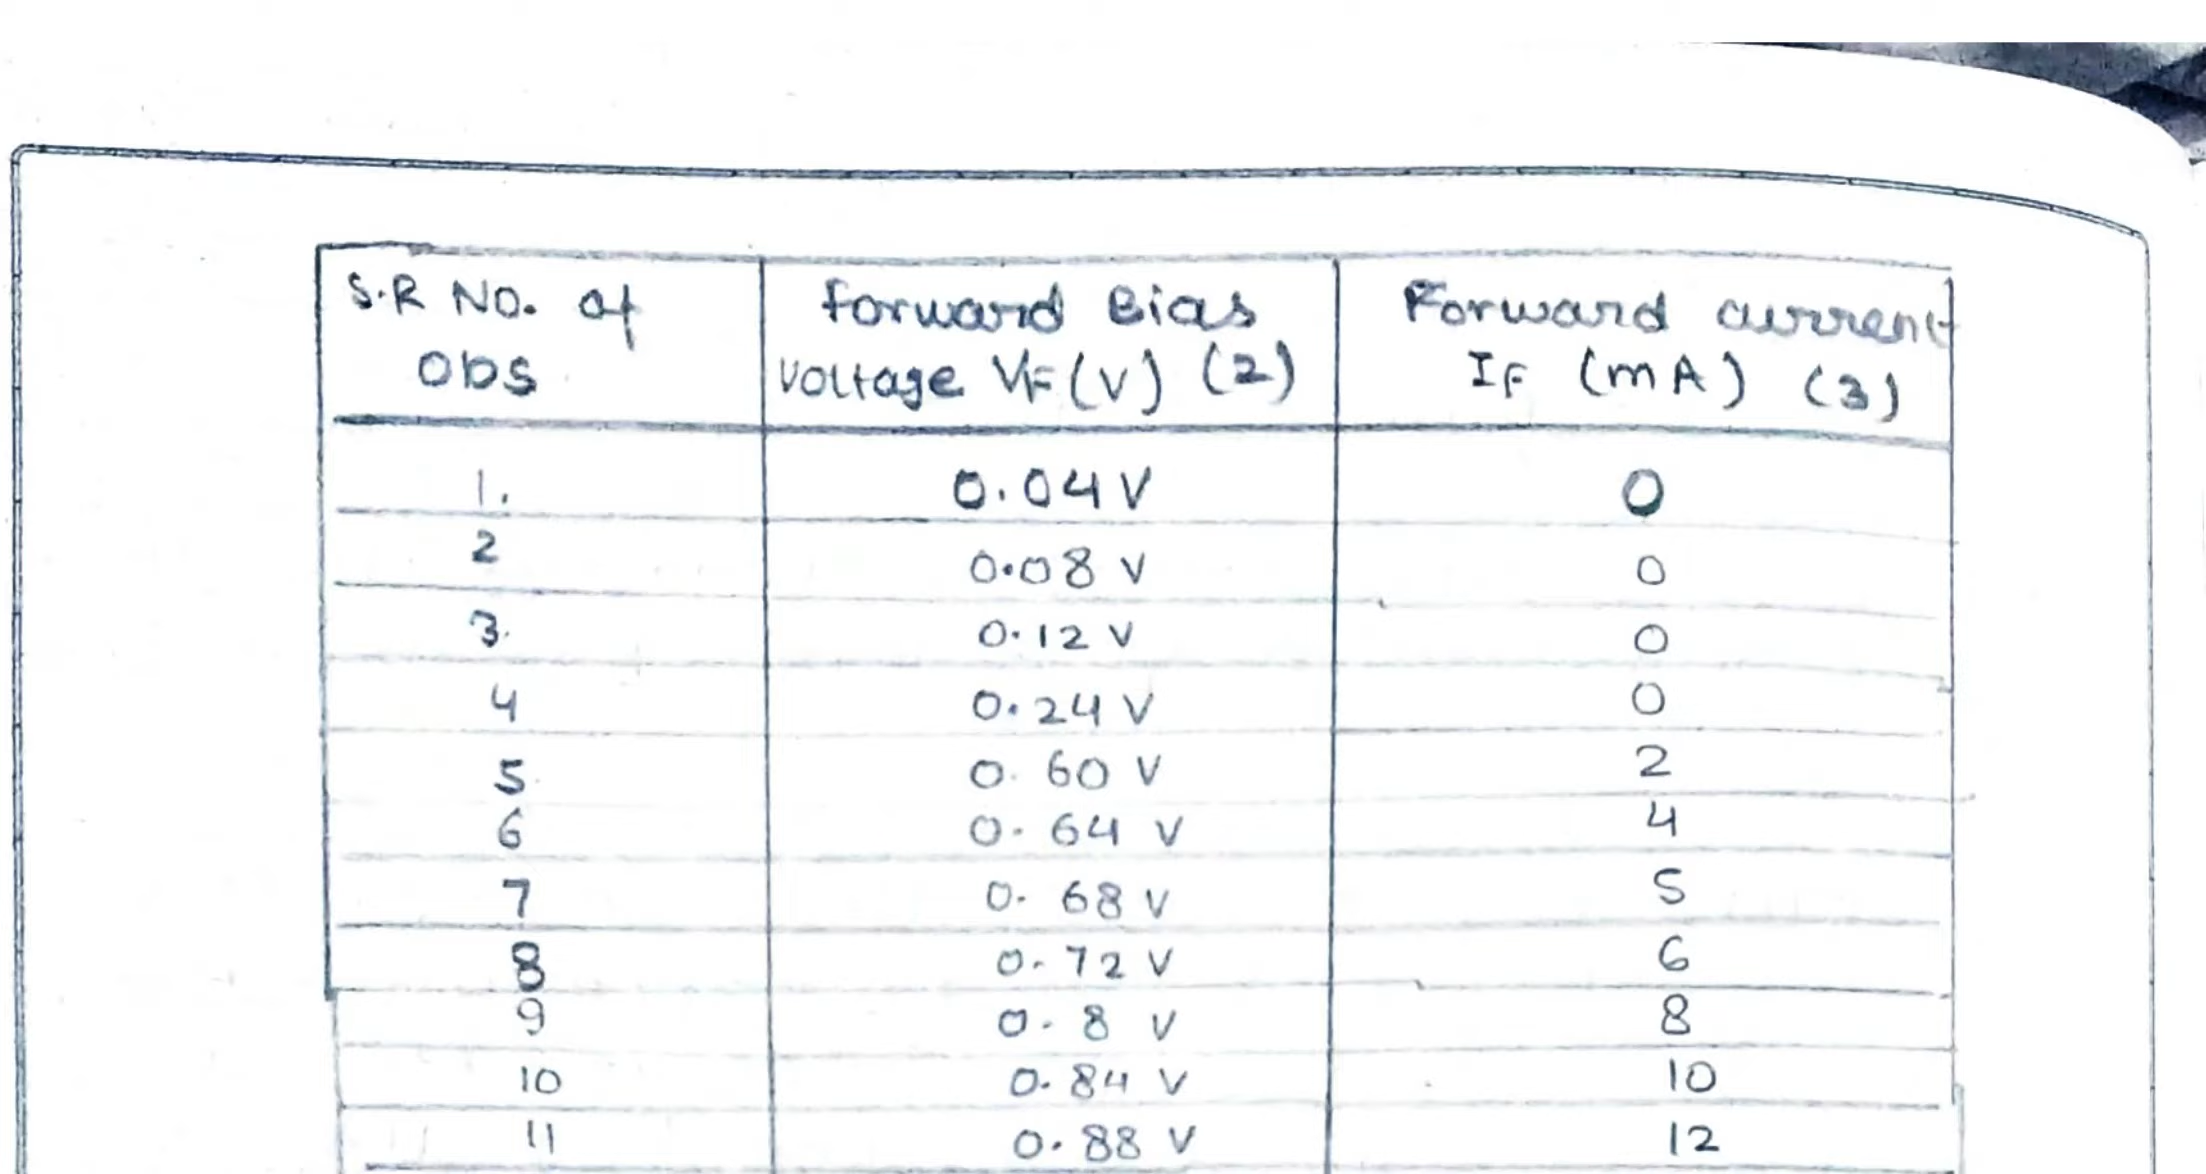 S.R NO. of Obs | forward Bias voltage VF (V) (2) | Forward current IF (mA) (3)
1. | 0.04 V | 0
2 | 0.08 V | 0
3. | 0.12 V | 0
4 | 0.24 V | 0
5. | 0.60 V | 2
6 | 0.64 V | 4
7 | 0.68 V | 5
8 | 0.72 V | 6
9 | 0.8 V | 8
10 | 0.84 V | 10
11 | 0.88 V | 12